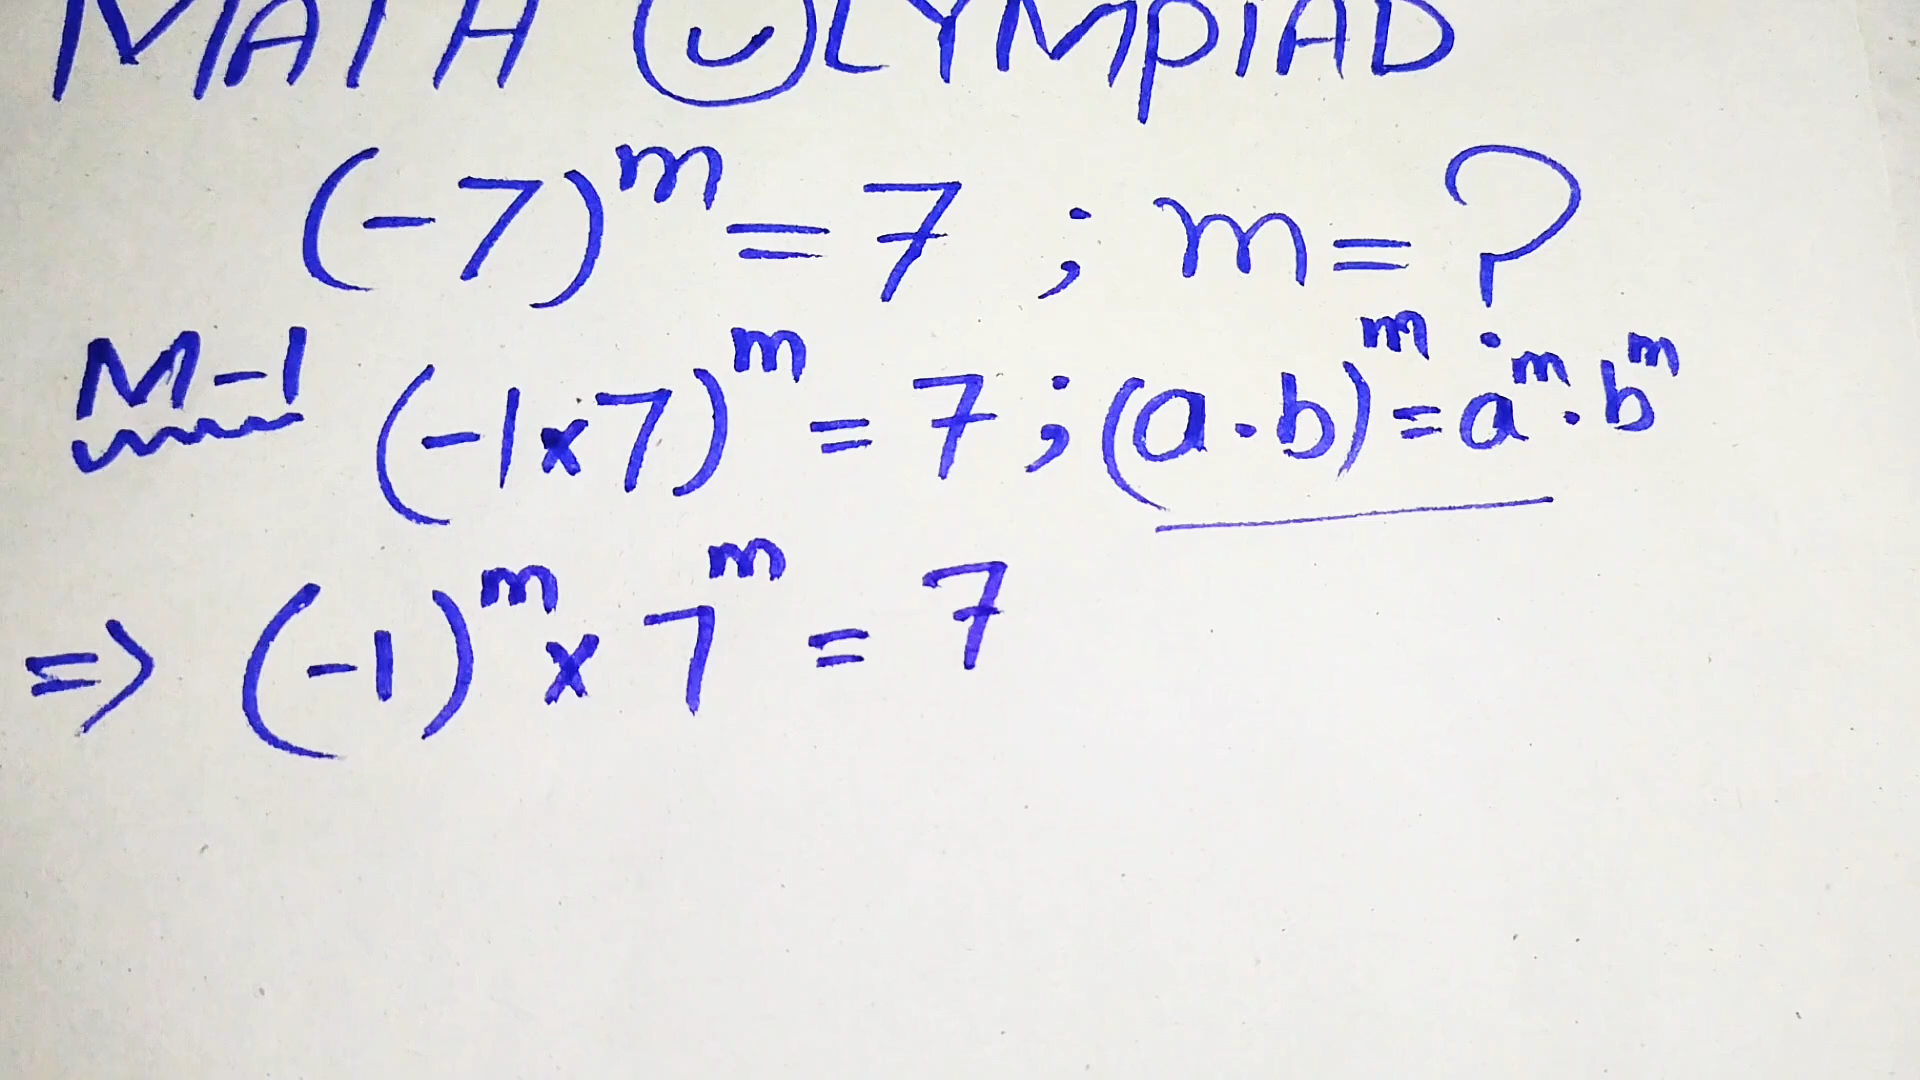 MATH OLYMPIAD
(-7)^m = 7 ; m = ?
M-1 (-1×7)^m = 7 ; (a·b)^m = a^m · b^m
=> (-1)^m × 7^m = 7